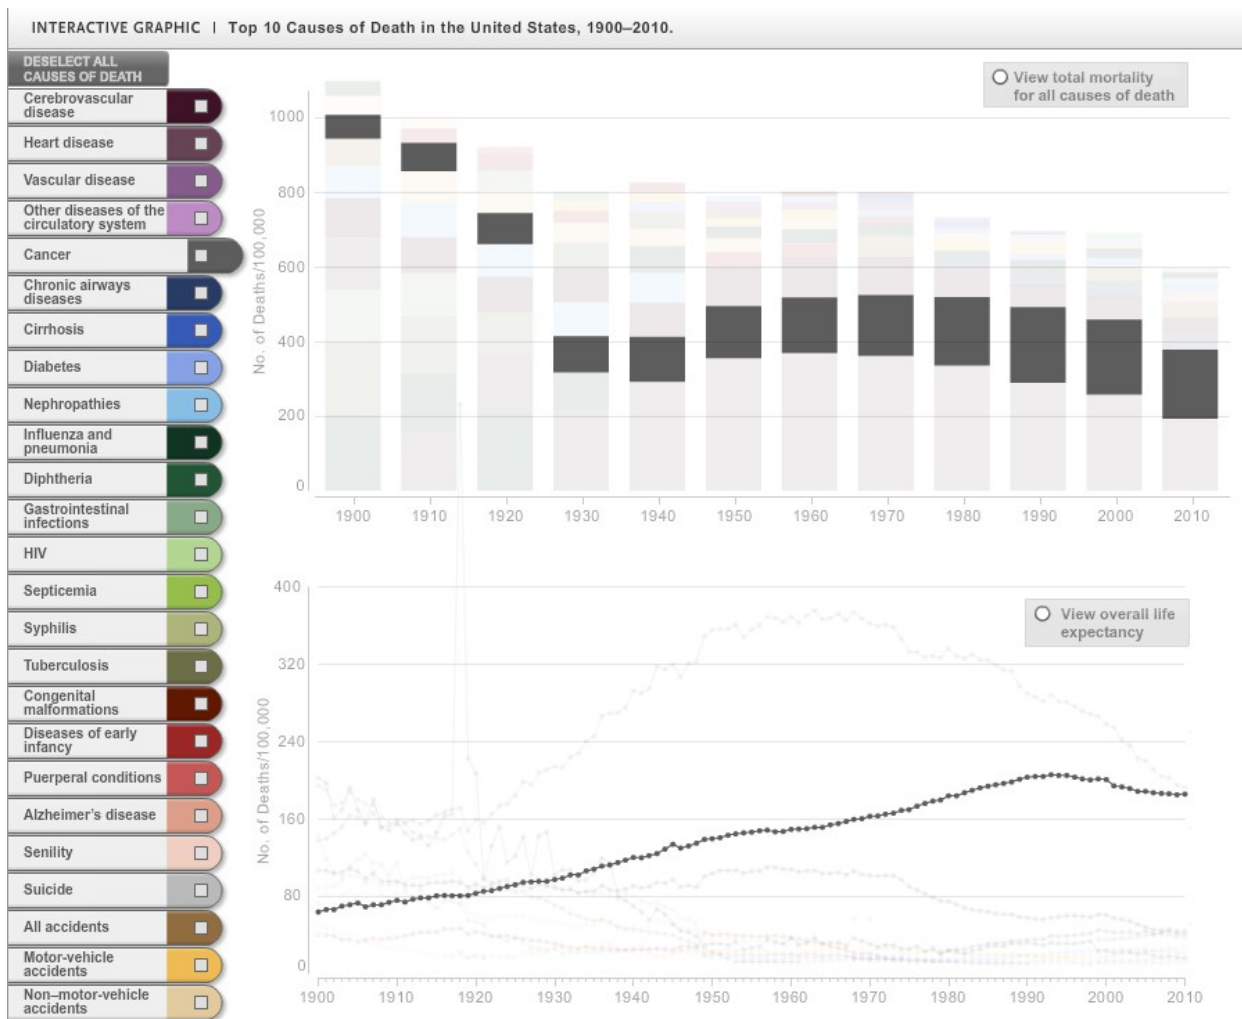 INTERACTIVE GRAPHIC | Top 10 Causes of Death in the United States, 1900–2010.
DESELECT ALL
CAUSES OF DEATH
Cerebrovascular
disease
Heart disease
Vascular disease
Other diseases of the
circulatory system
Cancer
Chronic airways
diseases
Cirrhosis
Diabetes
Nephropathies
Influenza and
pneumonia
Diphtheria
Gastrointestinal
infections
HIV
Septicemia
Syphilis
Tuberculosis
Congenital
malformations
Diseases of early
infancy
Puerperal conditions
Alzheimer's disease
Senility
Suicide
All accidents
Motor-vehicle
accidents
Non–motor-vehicle
accidents
View total mortality
for all causes of death
No. of Deaths/100,000
1000
800
600
400
200
0
1900 1910 1920 1930 1940 1950 1960 1970 1980 1990 2000 2010
View overall life
expectancy
No. of Deaths/100,000
400
320
240
160
80
0
1900 1910 1920 1930 1940 1950 1960 1970 1980 1990 2000 2010